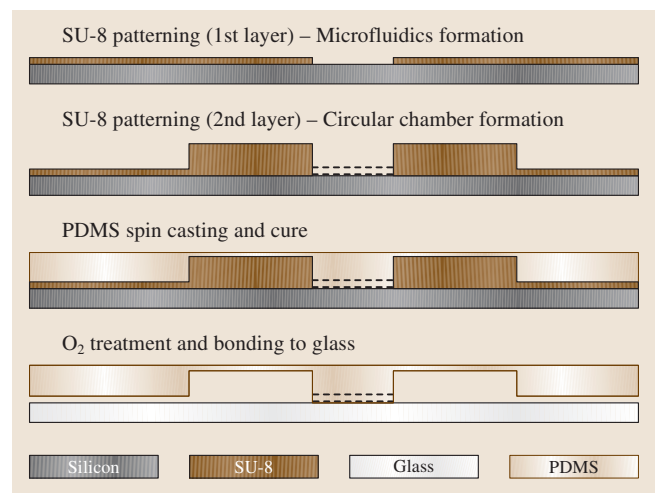 SU-8 patterning (1st layer) – Microfluidics formation
SU-8 patterning (2nd layer) – Circular chamber formation
PDMS spin casting and cure
O₂ treatment and bonding to glass
Silicon SU-8 Glass PDMS